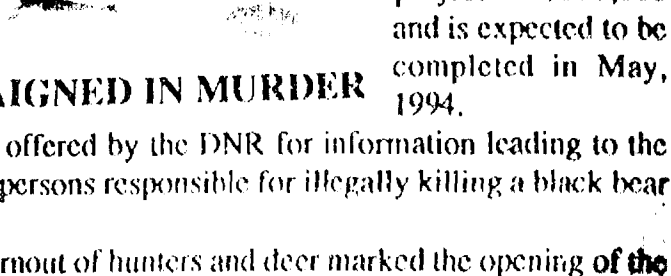 and is expected to be
completed in May,
1994.
IGNED IN MURDER
offered by the DNR for information leading to the
persons responsible for illegally killing a black bear
rnout of hunters and deer marked the opening of the